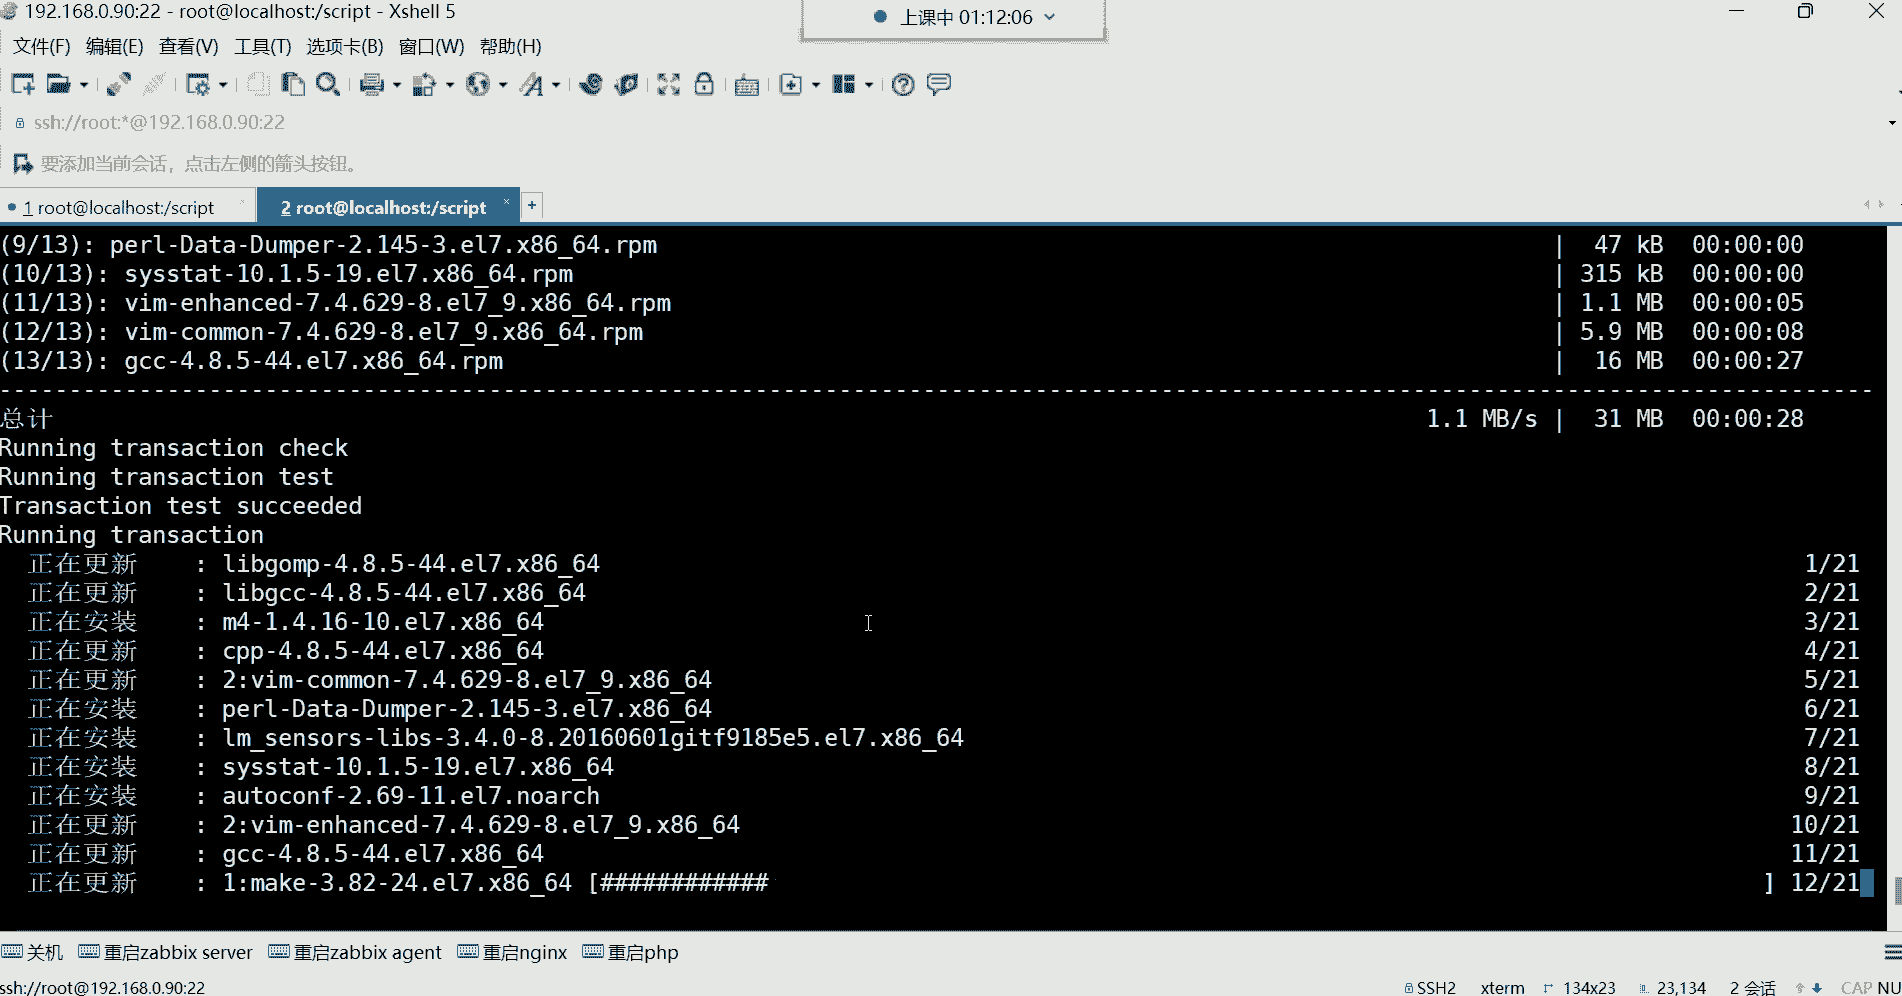 192.168.0.90:22 - root@localhost:/script - Xshell 5
上课中 01:12:06
文件(F) 编辑(E) 查看(V) 工具(T) 选项卡(B) 窗口(W) 帮助(H)
ssh://root:*@192.168.0.90:22
要添加当前会话，点击左侧的箭头按钮。
1 root@localhost:/script × 2 root@localhost:/script × +
(9/13): perl-Data-Dumper-2.145-3.el7.x86_64.rpm | 47 kB 00:00:00
(10/13): sysstat-10.1.5-19.el7.x86_64.rpm | 315 kB 00:00:00
(11/13): vim-enhanced-7.4.629-8.el7_9.x86_64.rpm | 1.1 MB 00:00:05
(12/13): vim-common-7.4.629-8.el7_9.x86_64.rpm | 5.9 MB 00:00:08
(13/13): gcc-4.8.5-44.el7.x86_64.rpm | 16 MB 00:00:27
--------------------------------------------------------------------------------------------------------------------------------------
总计 1.1 MB/s | 31 MB 00:00:28
Running transaction check
Running transaction test
Transaction test succeeded
Running transaction
正在更新 : libgomp-4.8.5-44.el7.x86_64 1/21
正在更新 : libgcc-4.8.5-44.el7.x86_64 2/21
正在安装 : m4-1.4.16-10.el7.x86_64 3/21
正在更新 : cpp-4.8.5-44.el7.x86_64 4/21
正在更新 : 2:vim-common-7.4.629-8.el7_9.x86_64 5/21
正在安装 : perl-Data-Dumper-2.145-3.el7.x86_64 6/21
正在安装 : lm_sensors-libs-3.4.0-8.20160601gitf9185e5.el7.x86_64 7/21
正在安装 : sysstat-10.1.5-19.el7.x86_64 8/21
正在安装 : autoconf-2.69-11.el7.noarch 9/21
正在更新 : 2:vim-enhanced-7.4.629-8.el7_9.x86_64 10/21
正在更新 : gcc-4.8.5-44.el7.x86_64 11/21
正在更新 : 1:make-3.82-24.el7.x86_64 [############ ] 12/21
关机 重启zabbix server 重启zabbix agent 重启nginx 重启php
ssh://root@192.168.0.90:22 SSH2 xterm 134x23 23,134 2 会话 CAP NU